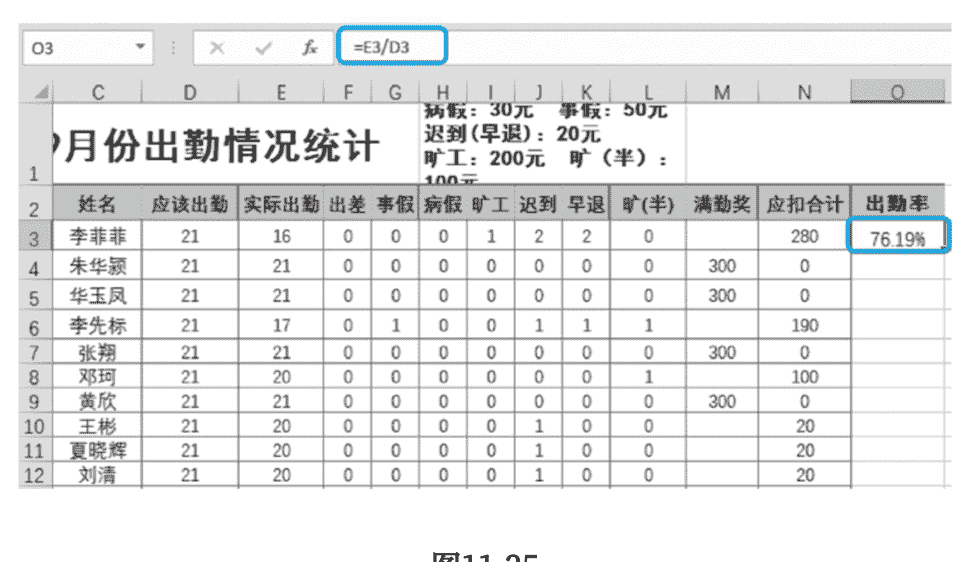 O3 fx =E3/D3
C D E F G H I J K L M N O
病假：30元 事假：50元
9月份出勤情况统计 迟到(早退)：20元
旷工：200元 旷（半）：
1 100元
2 姓名 应该出勤 实际出勤 出差 事假 病假 旷工 迟到 早退 旷(半) 满勤奖 应扣合计 出勤率
3 李菲菲 21 16 0 0 0 1 2 2 0 280 76.19%
4 朱华颖 21 21 0 0 0 0 0 0 0 300 0
5 华玉凤 21 21 0 0 0 0 0 0 0 300 0
6 李先标 21 17 0 1 0 0 1 1 1 190
7 张翔 21 21 0 0 0 0 0 0 0 300 0
8 邓珂 21 20 0 0 0 0 0 0 1 100
9 黄欣 21 21 0 0 0 0 0 0 0 300 0
10 王彬 21 20 0 0 0 0 1 0 0 20
11 夏晓辉 21 20 0 0 0 0 1 0 0 20
12 刘清 21 20 0 0 0 0 1 0 0 20
图11-25